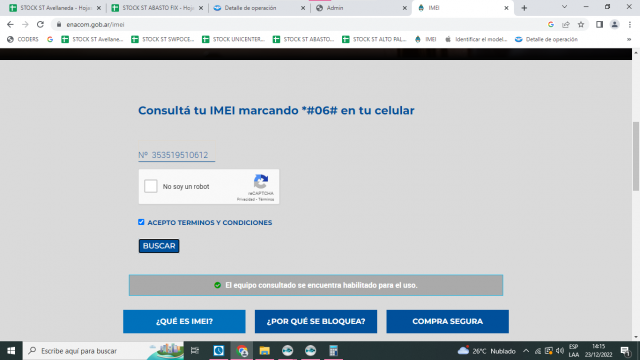 STOCK ST Avellaneda - Hoja
STOCK ST ABASTO FIX - Hojas
Detalle de operación
Admin
IMEI
enacom.gob.ar/imei
CODERS
G
STOCK ST Avellane...
STOCK ST SWPOCE...
STOCK UNICENTER...
STOCK ST ABASTO...
STOCK ST ALTO PAL...
IMEI
Identificar el model...
Detalle de operación
Consultá tu IMEI marcando *#06# en tu celular
Nº 353519510612
No soy un robot
reCAPTCHA
Privacidad - Términos
ACEPTO TERMINOS Y CONDICIONES
BUSCAR
El equipo consultado se encuentra habilitado para el uso.
¿QUÉ ES IMEI?
¿POR QUÉ SE BLOQUEA?
COMPRA SEGURA
Escribe aquí para buscar
26°C Nublado
ESP
LAA
14:15
23/12/2022